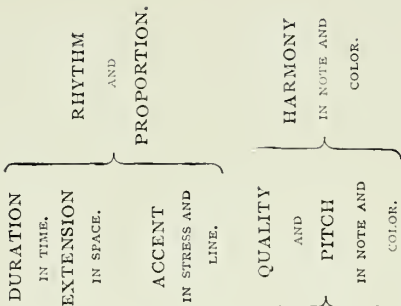 DURATION
IN TIME.
EXTENSION
IN SPACE.
ACCENT
IN STRESS AND
LINE.
RHYTHM
AND
PROPORTION.
QUALITY
AND
PITCH
IN NOTE AND
COLOR.
HARMONY
IN NOTE AND
COLOR.